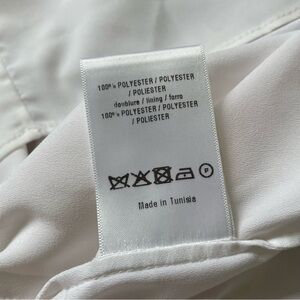 100% POLYESTER / POLYESTER
/ POLIESTER
doublure / lining / forro
100% POLYESTER / POLYESTER
/ POLIESTER
P
Made in Tunisia